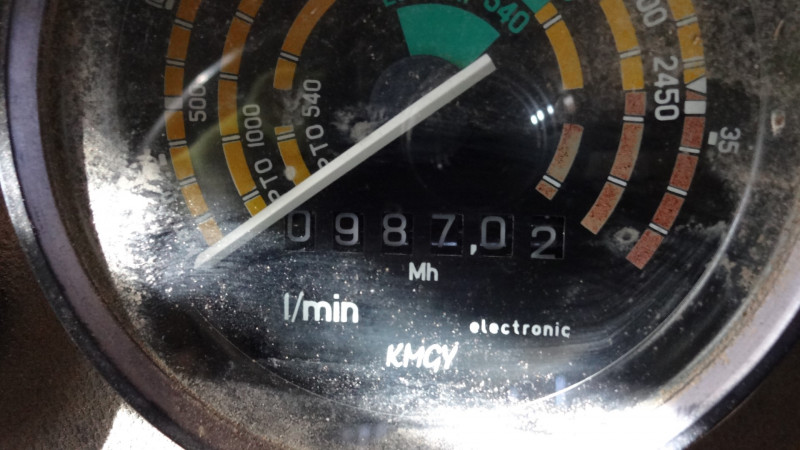 540
500
2450
35
PTO 1000
PTO 540
0987,02
Mh
l/min
electronic
KMGY